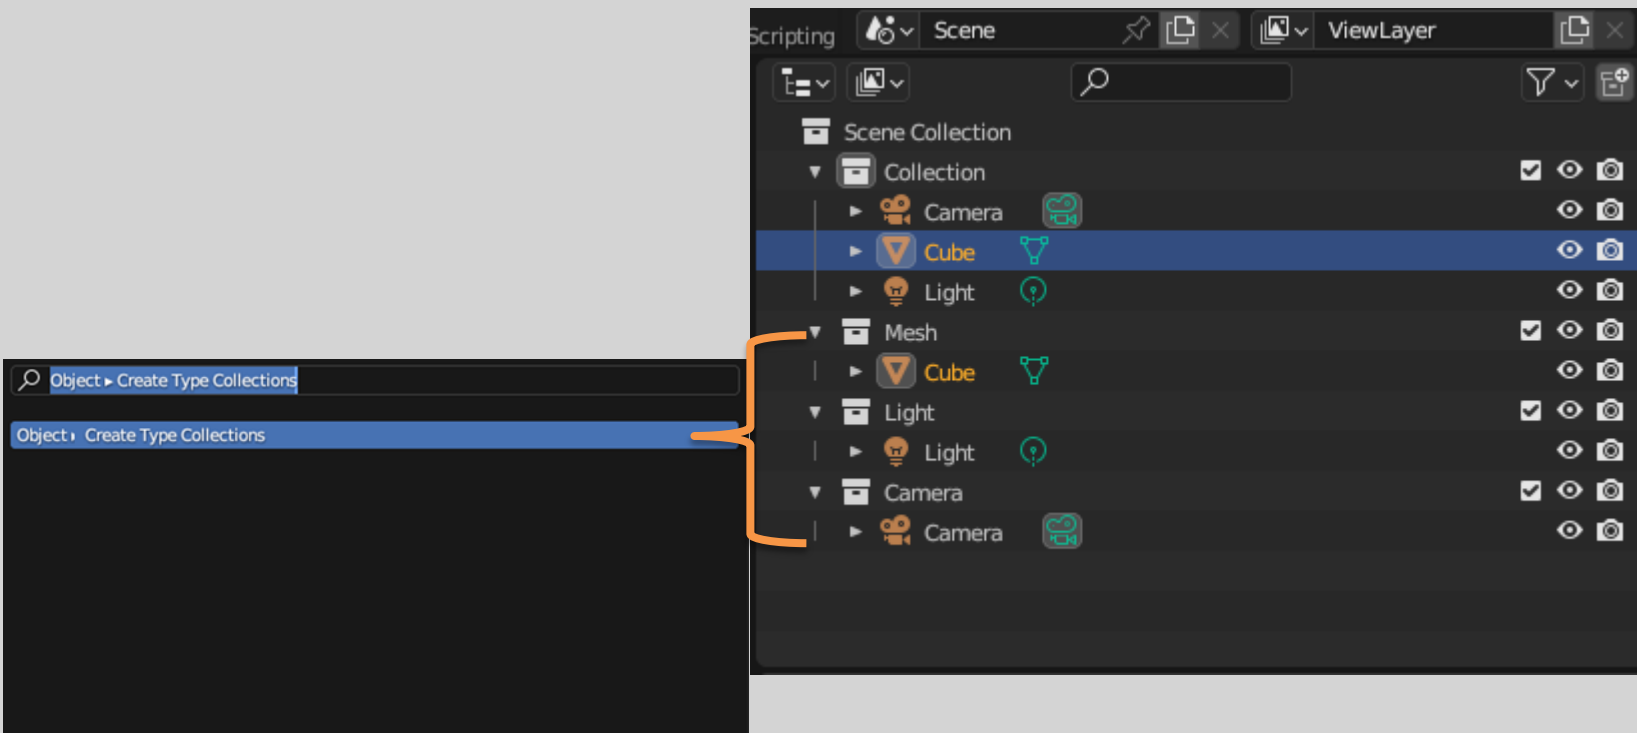 Scripting
Scene
ViewLayer
Scene Collection
Collection
Camera
Cube
Light
Mesh
Cube
Light
Light
Camera
Camera
Object ▸ Create Type Collections
Object ▸ Create Type Collections